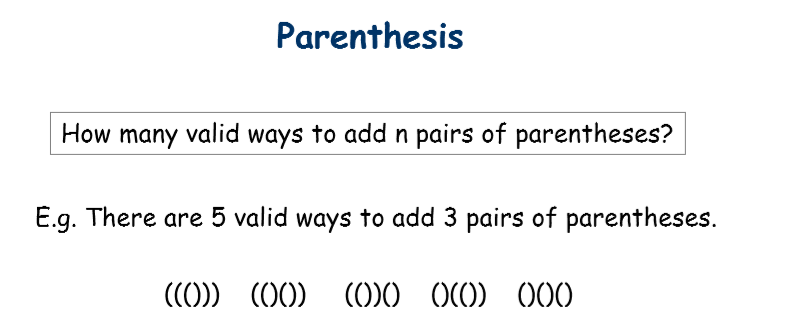 Parenthesis
How many valid ways to add n pairs of parentheses?
E.g. There are 5 valid ways to add 3 pairs of parentheses.
((())) (()()) (())() ()(()) ()()()